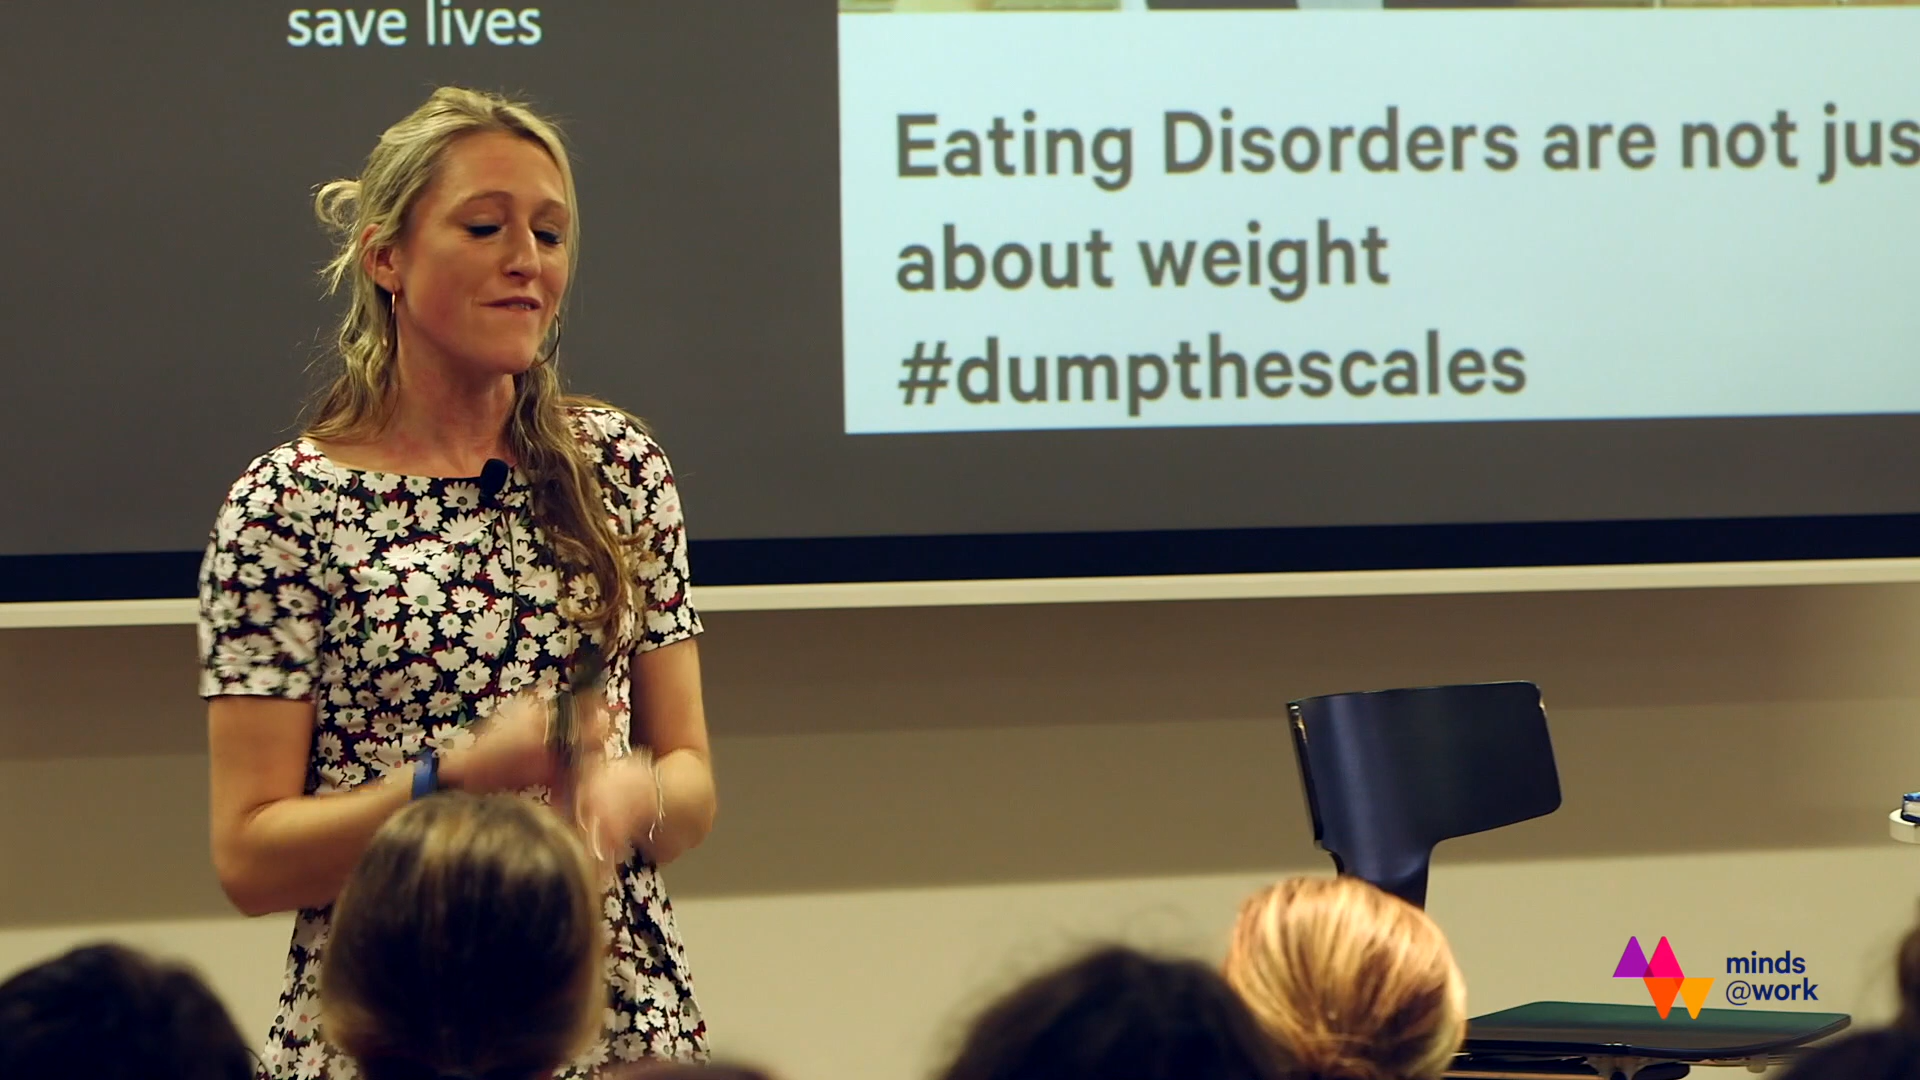 save lives
Eating Disorders are not jus
about weight
#dumpthescales
minds
@work